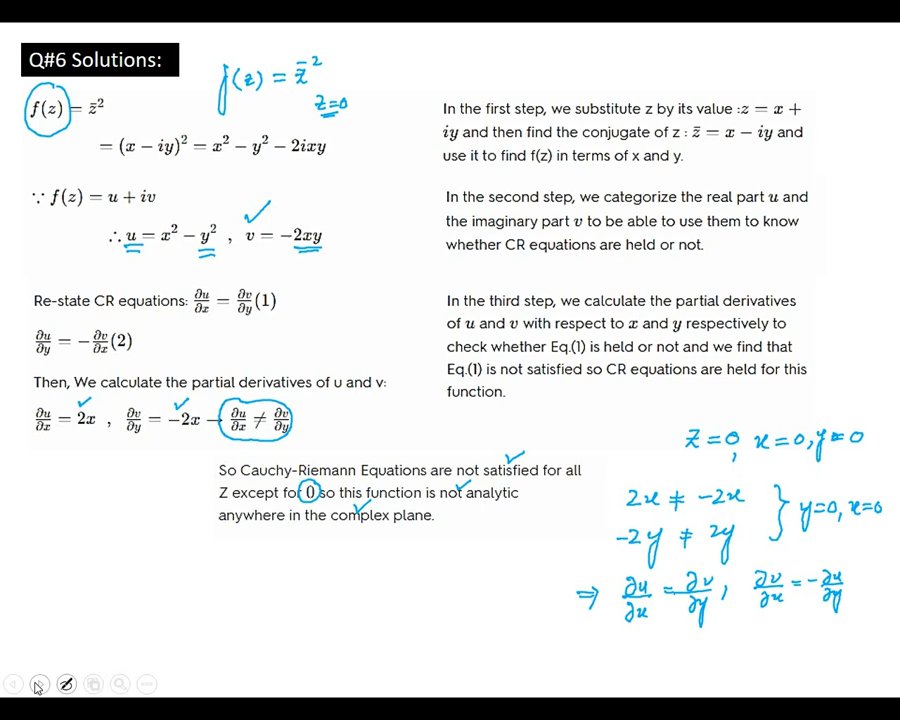 Q#6 Solutions:
f(z) = z̄²
z=0
f(z) = z̄²
= (x − iy)² = x² − y² − 2ixy
∵ f(z) = u + iv
∴ u = x² − y² , v = −2xy
Re-state CR equations: ∂u/∂x = ∂v/∂y (1)
∂u/∂y = −∂v/∂x (2)
Then, We calculate the partial derivatives of u and v:
∂u/∂x = 2x , ∂v/∂y = −2x → ∂u/∂x ≠ ∂v/∂y
In the first step, we substitute z by its value :z = x +
iy and then find the conjugate of z : z̄ = x − iy and
use it to find f(z) in terms of x and y.
In the second step, we categorize the real part u and
the imaginary part v to be able to use them to know
whether CR equations are held or not.
In the third step, we calculate the partial derivatives
of u and v with respect to x and y respectively to
check whether Eq.(1) is held or not and we find that
Eq.(1) is not satisfied so CR equations are held for this
function.
So Cauchy-Riemann Equations are not satisfied for all
Z except for 0 so this function is not analytic
anywhere in the complex plane.
Z=0, x=0, y=0
2x ≠ -2x
-2y ≠ 2y } y=0, x=0
⇒ ∂u/∂x = ∂v/∂y , ∂v/∂x = -∂u/∂y